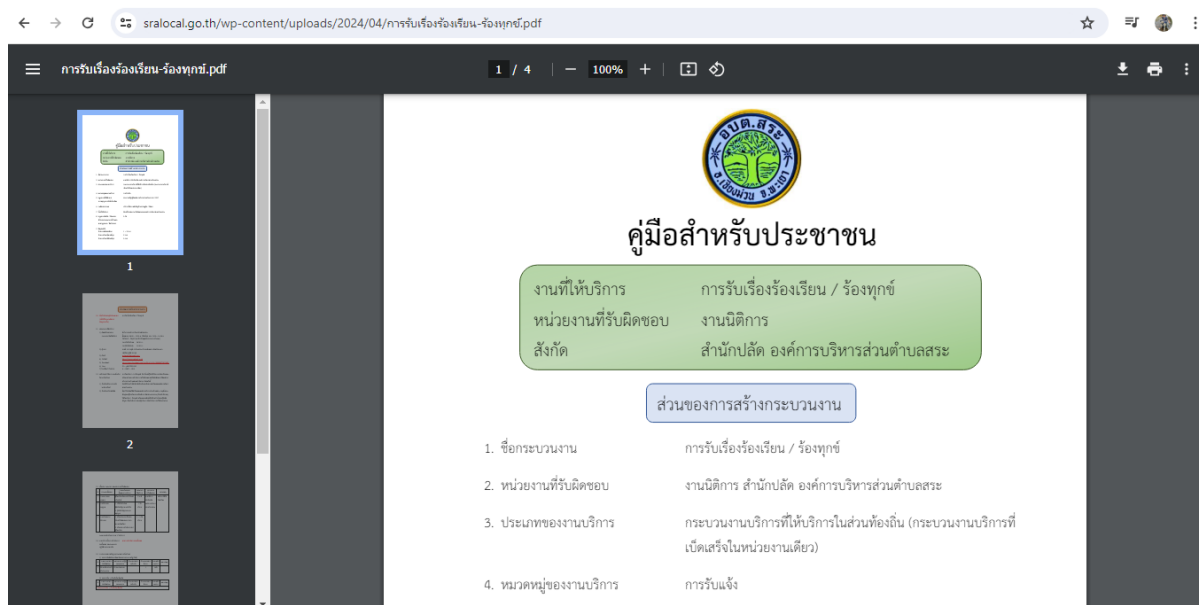 sralocal.go.th/wp-content/uploads/2024/04/การรับเรื่องร้องเรียน-ร้องทุกข์.pdf
การรับเรื่องร้องเรียน-ร้องทุกข์.pdf
1 / 4
100%
1
2
อบต.สระ
อ.เชียงม่วน จ.พะเยา
คู่มือสำหรับประชาชน
งานที่ให้บริการ การรับเรื่องร้องเรียน / ร้องทุกข์
หน่วยงานที่รับผิดชอบ งานนิติการ
สังกัด สำนักปลัด องค์การบริหารส่วนตำบลสระ
ส่วนของการสร้างกระบวนงาน
1. ชื่อกระบวนงาน การรับเรื่องร้องเรียน / ร้องทุกข์
2. หน่วยงานที่รับผิดชอบ งานนิติการ สำนักปลัด องค์การบริหารส่วนตำบลสระ
3. ประเภทของงานบริการ กระบวนงานบริการที่ให้บริการในส่วนท้องถิ่น (กระบวนงานบริการที่
เบ็ดเสร็จในหน่วยงานเดียว)
4. หมวดหมู่ของงานบริการ การรับแจ้ง